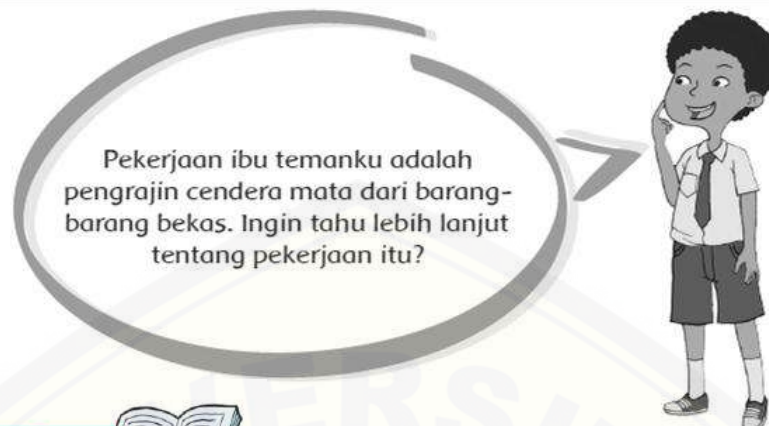 Pekerjaan ibu temanku adalah
pengrajin cendera mata dari barang-
barang bekas. Ingin tahu lebih lanjut
tentang pekerjaan itu?